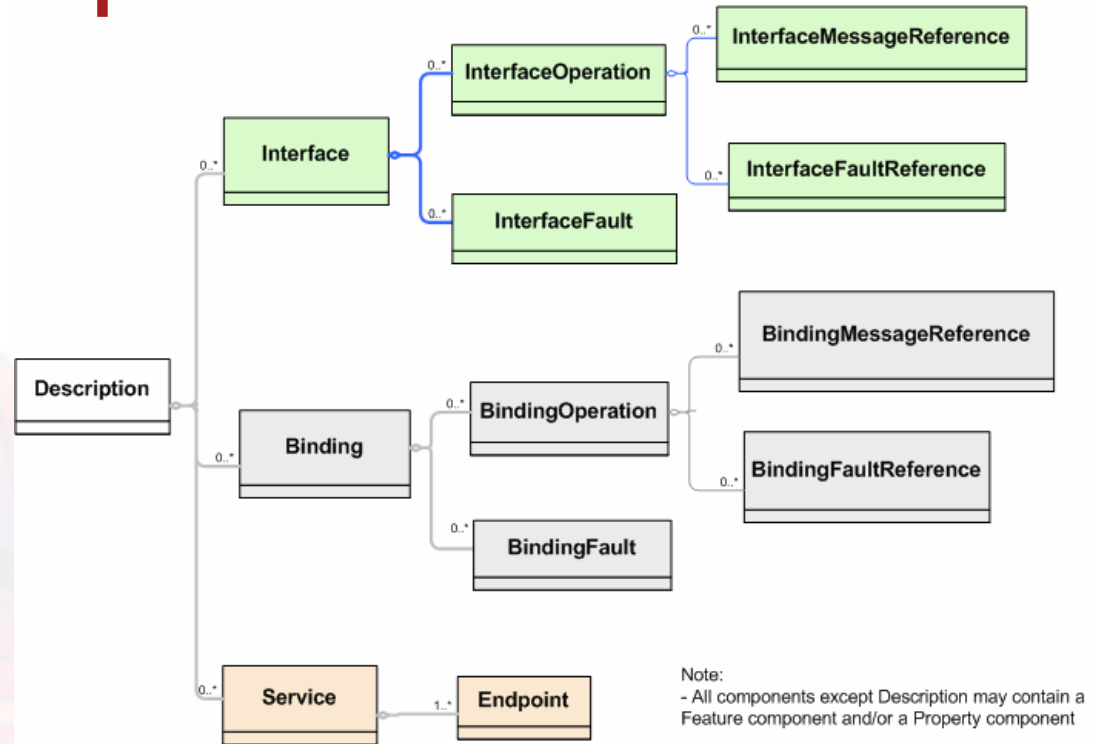 InterfaceMessageReference
0..*
InterfaceOperation
0..*
InterfaceFaultReference
0..*
Interface
0..*
InterfaceFault
0..*
BindingMessageReference
0..*
Description
BindingOperation
0..*
Binding
0..*
BindingFaultReference
0..*
BindingFault
0..*
Service
0..*
Endpoint
1..*
Note:
- All components except Description may contain a
Feature component and/or a Property component